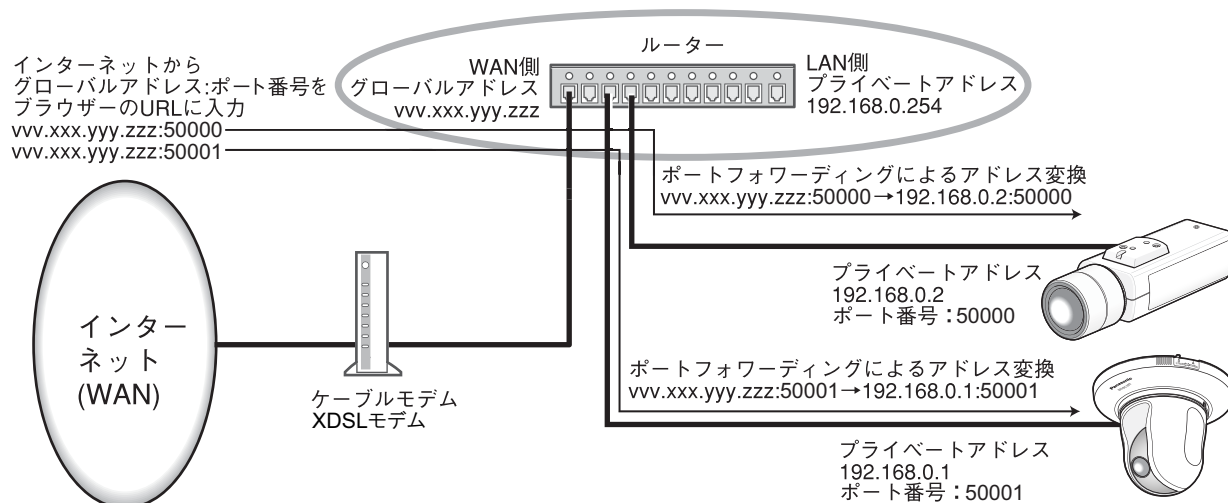 ルーター
インターネットから
グローバルアドレス:ポート番号を
ブラウザーのURLに入力
vvv.xxx.yyy.zzz:50000
vvv.xxx.yyy.zzz:50001
WAN側
グローバルアドレス
vvv.xxx.yyy.zzz
LAN側
プライベートアドレス
192.168.0.254
ポートフォワーディングによるアドレス変換
vvv.xxx.yyy.zzz:50000→192.168.0.2:50000
プライベートアドレス
192.168.0.2
ポート番号:50000
インター
ネット
(WAN)
ケーブルモデム
XDSLモデム
ポートフォワーディングによるアドレス変換
vvv.xxx.yyy.zzz:50001→192.168.0.1:50001
Panasonic
プライベートアドレス
192.168.0.1
ポート番号:50001